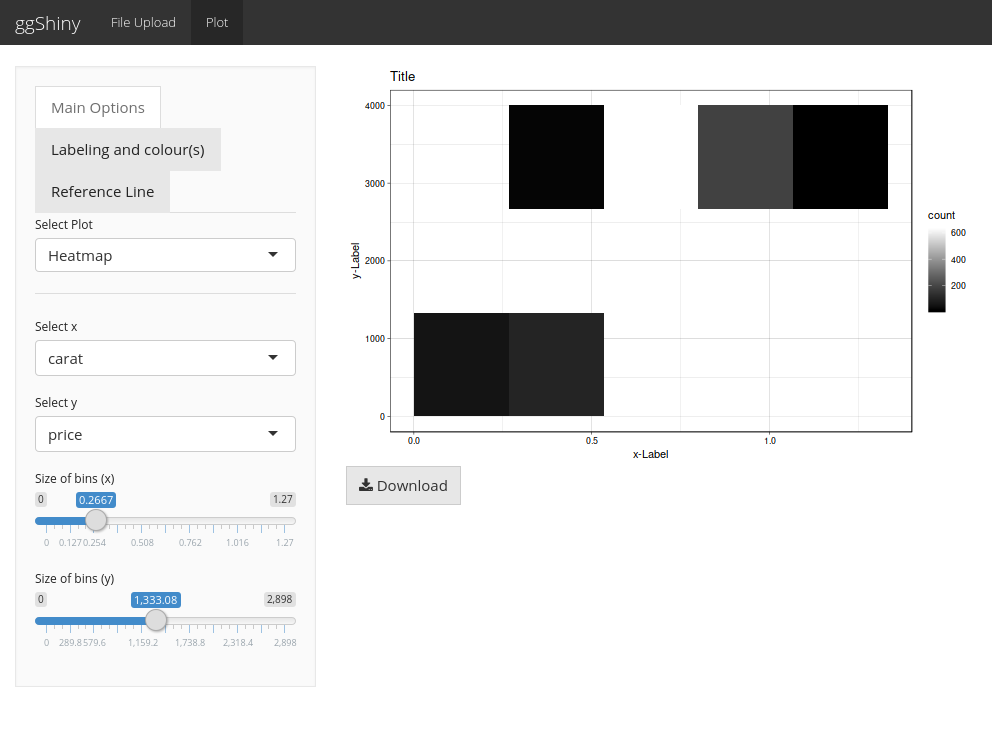 ggShiny File Upload Plot
Main Options
Labeling and colour(s)
Reference Line
Select Plot
Heatmap
Select x
carat
Select y
price
Size of bins (x)
0 0.2667 1.27
0 0.127 0.254 0.508 0.762 1.016 1.27
Size of bins (y)
0 1,333.08 2,898
0 289.8 579.6 1,159.2 1,738.8 2,318.4 2,898
Title
4000
3000
2000
1000
0
y-Label
0.0 0.5 1.0
x-Label
count
600
400
200
Download